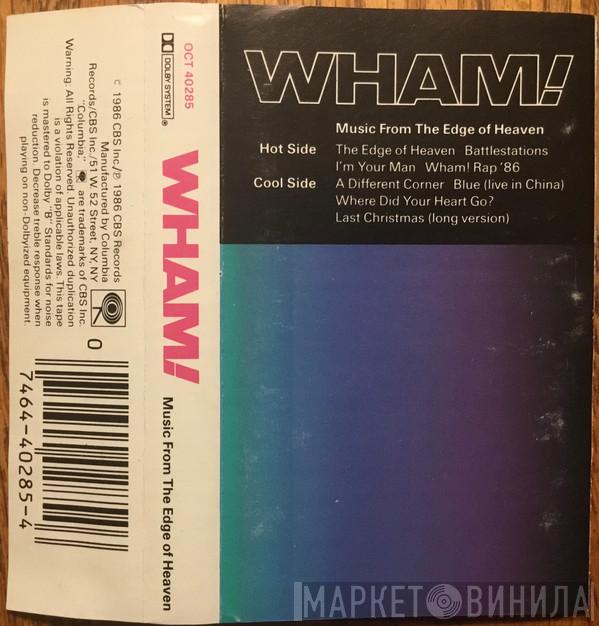 © 1986 CBS Inc./℗ 1986 CBS Records
Manufactured by Columbia
Records/CBS Inc./51 W. 52 Street, NY, NY
"Columbia," are trademarks of CBS Inc.
Warning: All Rights Reserved. Unauthorized duplication
is a violation of applicable laws. This tape
is mastered to Dolby "B" Standards for noise
reduction. Decrease treble response when
playing on non-Dolbyized equipment.
0
7464-40285-4
DOLBY SYSTEM®
OCT 40285
WHAM!
Music From The Edge of Heaven
WHAM!
Music From The Edge of Heaven
Hot Side The Edge of Heaven Battlestations
I'm Your Man Wham! Rap '86
Cool Side A Different Corner Blue (live in China)
Where Did Your Heart Go?
Last Christmas (long version)
МАРКЕТ ВИНИЛА